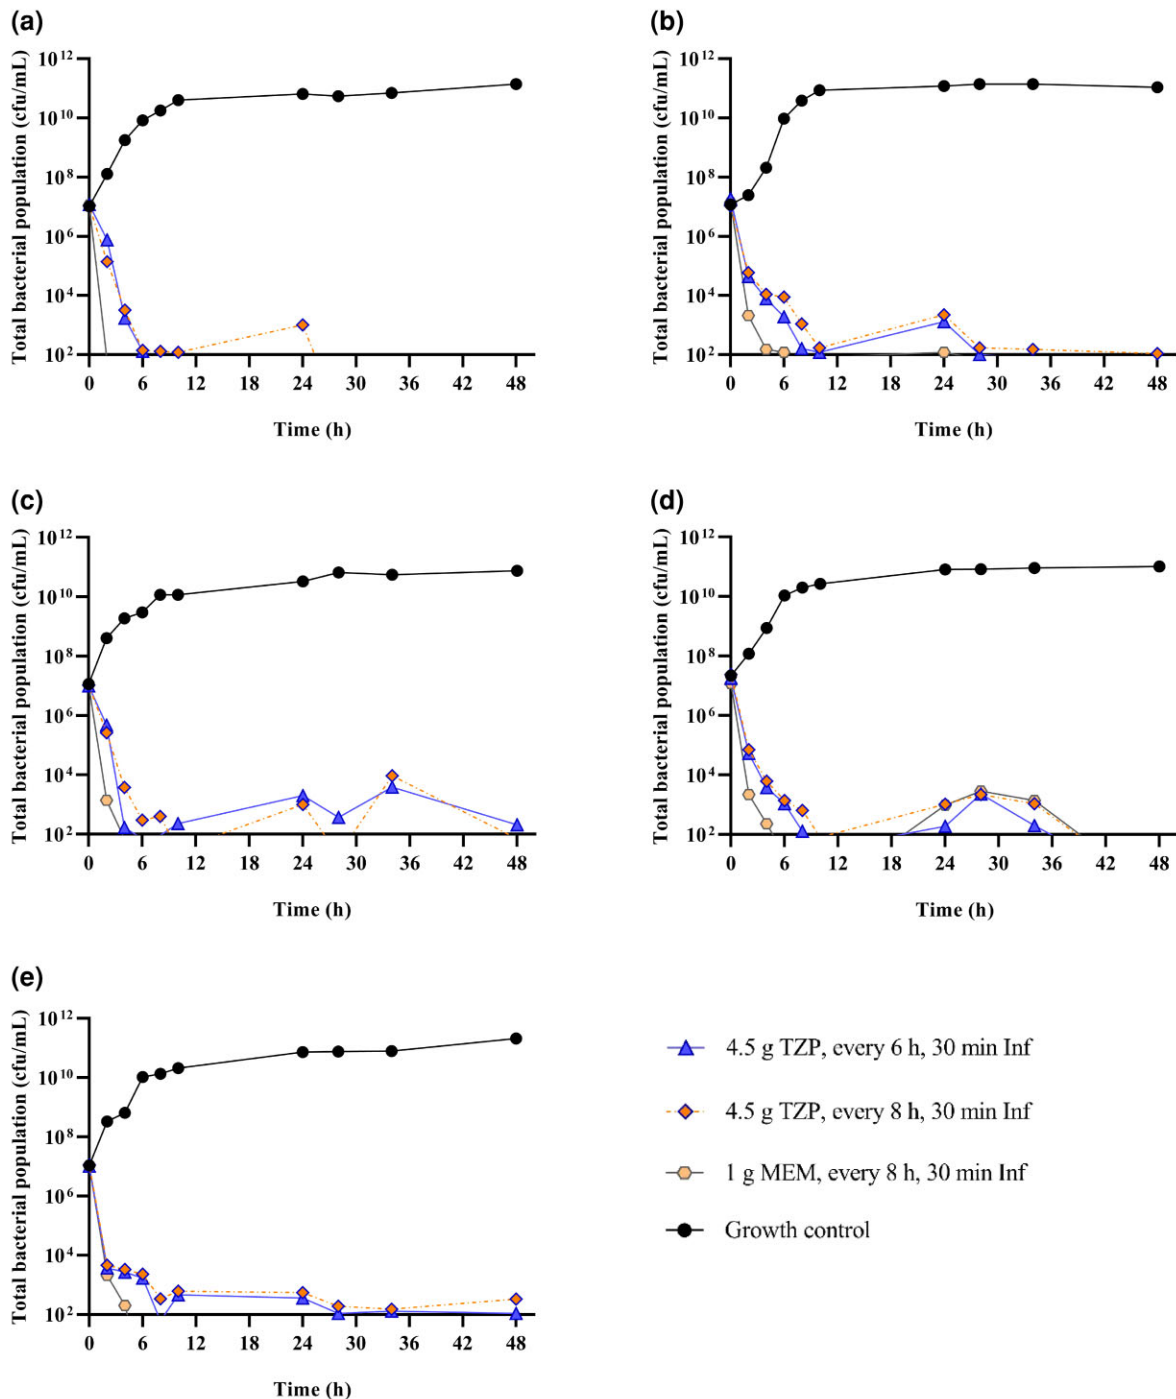 (a)
Total bacterial population (cfu/mL)
10¹²
10¹⁰
10⁸
10⁶
10⁴
10²
0 6 12 18 24 30 36 42 48
Time (h)
(b)
Total bacterial population (cfu/mL)
10¹²
10¹⁰
10⁸
10⁶
10⁴
10²
0 6 12 18 24 30 36 42 48
Time (h)
(c)
Total bacterial population (cfu/mL)
10¹²
10¹⁰
10⁸
10⁶
10⁴
10²
0 6 12 18 24 30 36 42 48
Time (h)
(d)
Total bacterial population (cfu/mL)
10¹²
10¹⁰
10⁸
10⁶
10⁴
10²
0 6 12 18 24 30 36 42 48
Time (h)
(e)
Total bacterial population (cfu/mL)
10¹²
10¹⁰
10⁸
10⁶
10⁴
10²
0 6 12 18 24 30 36 42 48
Time (h)
4.5 g TZP, every 6 h, 30 min Inf
4.5 g TZP, every 8 h, 30 min Inf
1 g MEM, every 8 h, 30 min Inf
Growth control